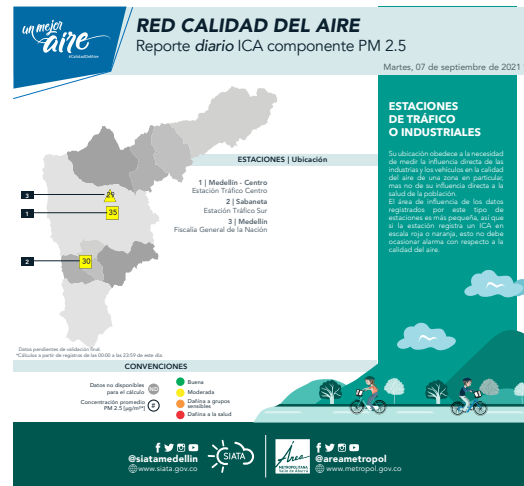 un mejor
aire
#CalidadDelAire
RED CALIDAD DEL AIRE
Reporte diario ICA componente PM 2.5
Martes, 07 de septiembre de 2021
ESTACIONES | Ubicación
1 | Medellín - Centro
Estación Tráfico Centro
2 | Sabaneta
Estación Tráfico Sur
3 | Medellín
Fiscalía General de la Nación
3
29
1
35
2
30
ESTACIONES
DE TRÁFICO
O INDUSTRIALES
Su ubicación obedece a la necesidad
de medir la influencia directa de las
industrias y los vehículos en la calidad
del aire de una zona en particular,
mas no de su influencia directa a la
salud de la población.
El área de influencia de los datos
registrados por este tipo de
estaciones es más pequeña, así que
si la estación registra un ICA en
escala roja o naranja, esto no debe
ocasionar alarma con respecto a la
calidad del aire.
Datos pendientes de validación final.
*Cálculos a partir de registros de las 00:00 a las 23:59 de este día.
CONVENCIONES
Datos no disponibles
para el cálculo
ND
Concentración promedio
PM 2.5 [µg/m³*]
#
Buena
Moderada
Dañina a grupos
sensibles
Dañina a la salud
@siatamedellin
www.siata.gov.co
SIATA
Área
METROPOLITANA
Valle de Aburrá
@areametropol
www.metropol.gov.co